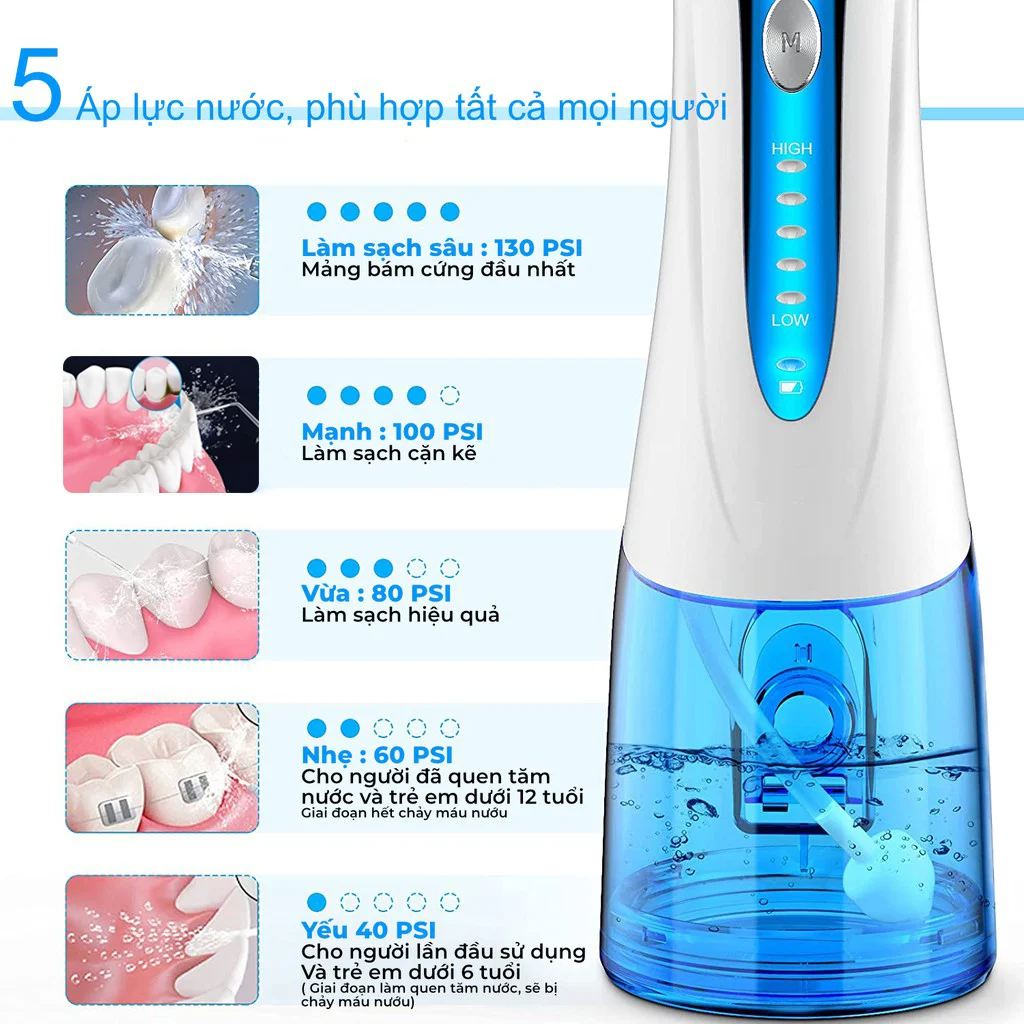 M
5 Áp lực nước, phù hợp tất cả mọi người
HIGH
LOW
Làm sạch sâu : 130 PSI
Mảng bám cứng đầu nhất
Mạnh : 100 PSI
Làm sạch cặn kẽ
Vừa : 80 PSI
Làm sạch hiệu quả
Nhẹ : 60 PSI
Cho người đã quen tăm
nước và trẻ em dưới 12 tuổi
Giai đoạn hết chảy máu nướu
Yếu 40 PSI
Cho người lần đầu sử dụng
Và trẻ em dưới 6 tuổi
( Giai đoạn làm quen tăm nước, sẽ bị
chảy máu nướu)